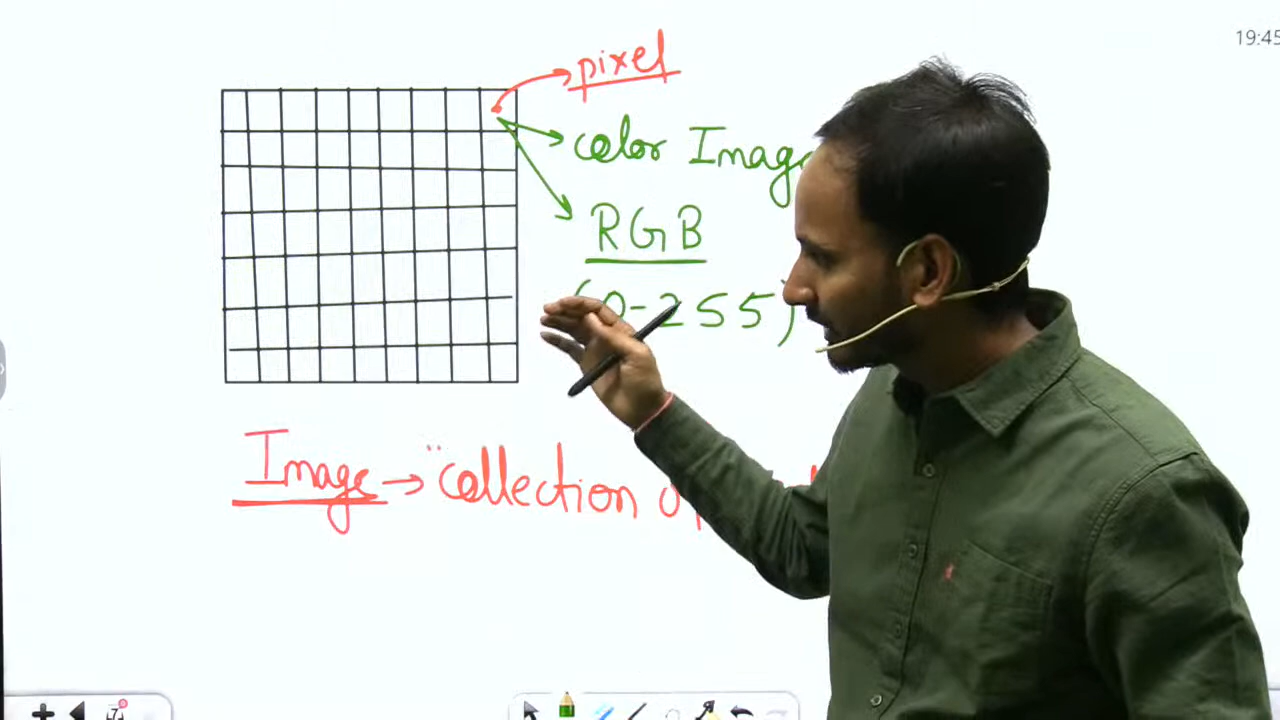 19:45
pixel
color Image
RGB
(0-255)
Image → "collection